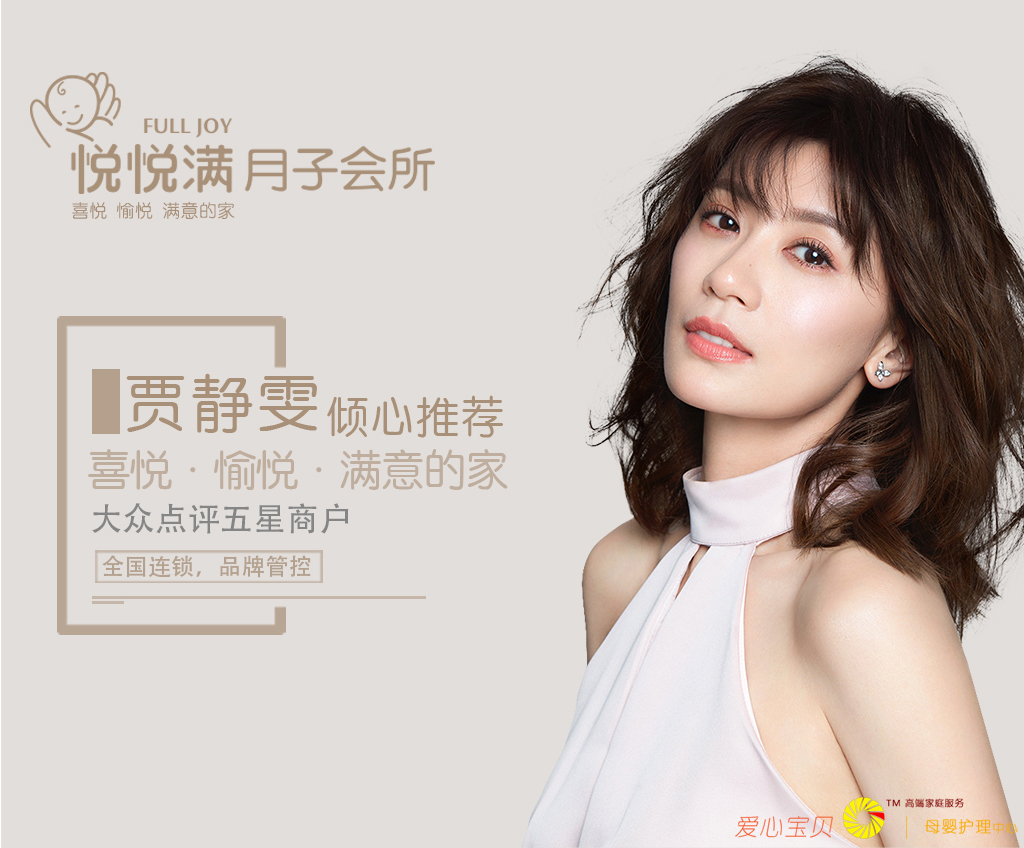 FULL JOY
悦悦满月子会所
喜悦 愉悦 满意的家
贾静雯 倾心推荐
喜悦·愉悦·满意的家
大众点评五星商户
全国连锁，品牌管控
TM 高端家庭服务
爱心宝贝 | 母婴护理中心